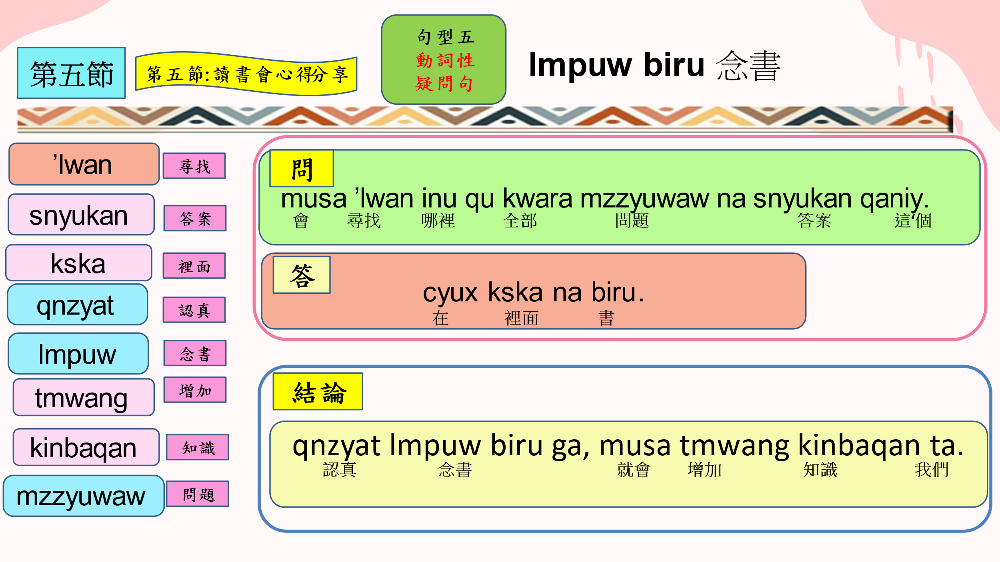 第五節
第五節:讀書會心得分享
句型五
動詞性
疑問句
lmpuw biru 念書
’lwan
尋找
snyukan
答案
kska
裡面
qnzyat
認真
lmpuw
念書
tmwang
增加
kinbaqan
知識
mzzyuwaw
問題
問
musa ’lwan inu qu kwara mzzyuwaw na snyukan qaniy.
會 尋找 哪裡 全部 問題 答案 這個
答
cyux kska na biru.
在 裡面 書
結論
qnzyat lmpuw biru ga, musa tmwang kinbaqan ta.
認真 念書 就會 增加 知識 我們